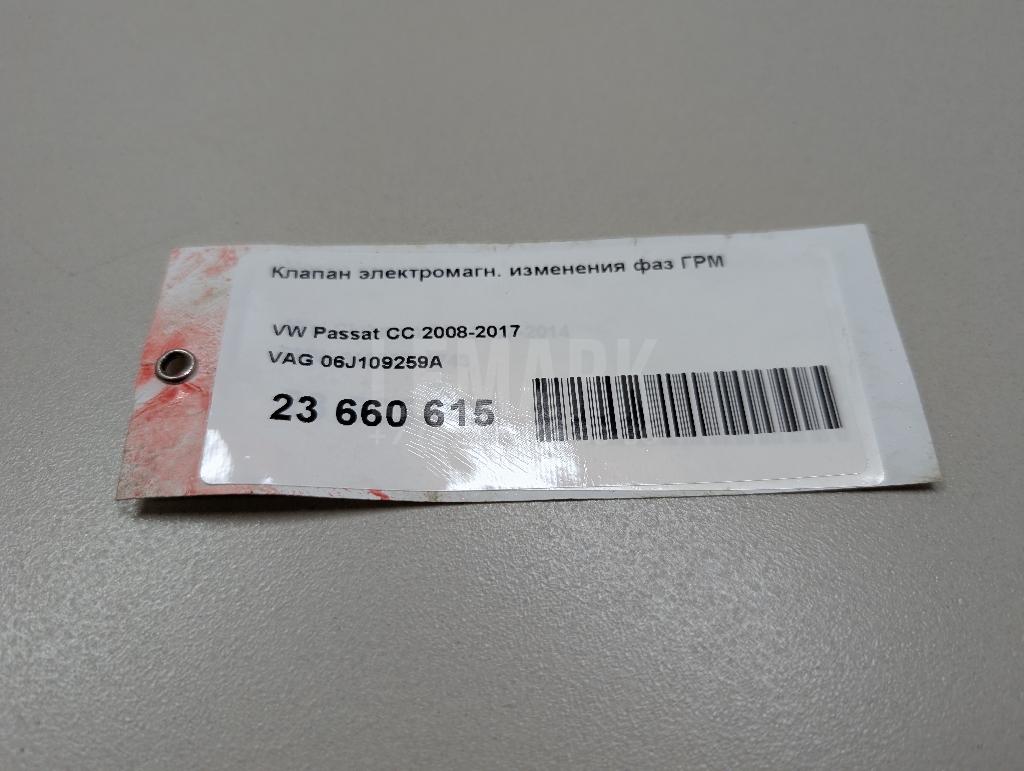 Клапан электромагн. изменения фаз ГРМ
VW Passat CC 2008-2017
VAG 06J109259A
23 660 615